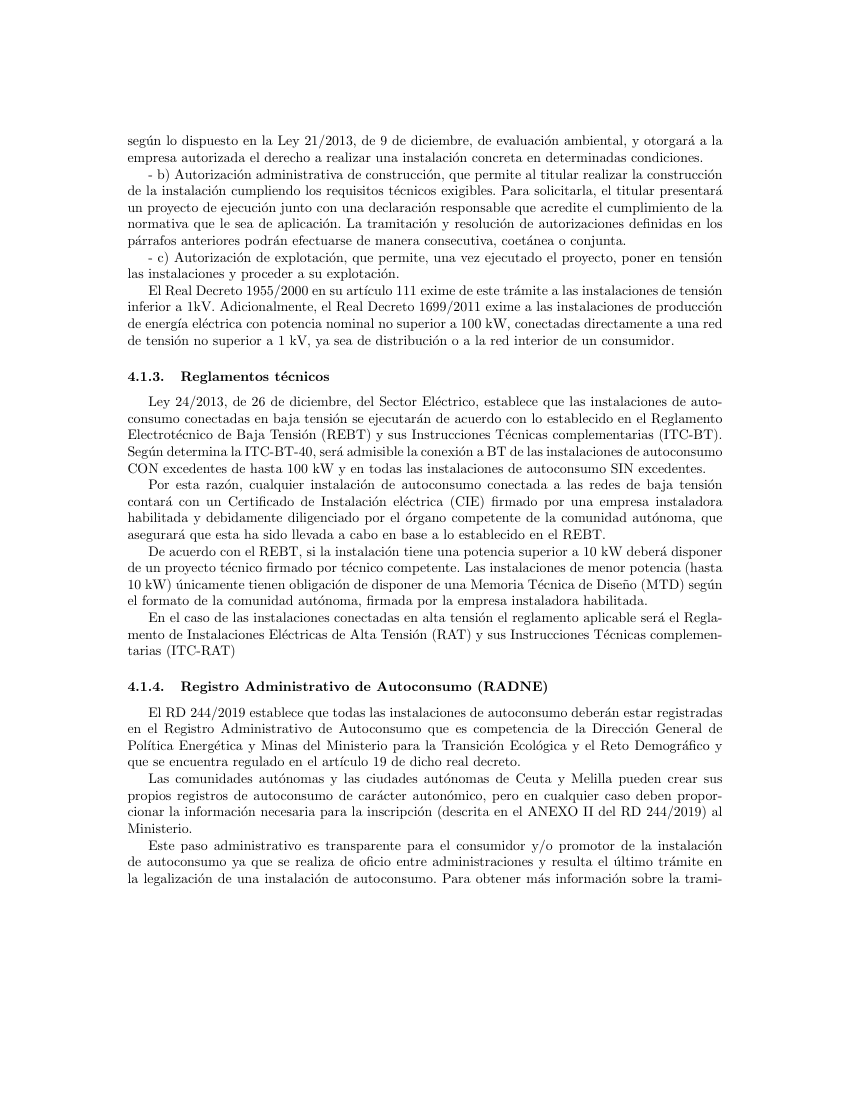 según lo dispuesto en la Ley 21/2013, de 9 de diciembre, de evaluación ambiental, y otorgará a la
empresa autorizada el derecho a realizar una instalación concreta en determinadas condiciones.
- b) Autorización administrativa de construcción, que permite al titular realizar la construcción
de la instalación cumpliendo los requisitos técnicos exigibles. Para solicitarla, el titular presentará
un proyecto de ejecución junto con una declaración responsable que acredite el cumplimiento de la
normativa que le sea de aplicación. La tramitación y resolución de autorizaciones definidas en los
párrafos anteriores podrán efectuarse de manera consecutiva, coetánea o conjunta.
- c) Autorización de explotación, que permite, una vez ejecutado el proyecto, poner en tensión
las instalaciones y proceder a su explotación.
El Real Decreto 1955/2000 en su artículo 111 exime de este trámite a las instalaciones de tensión
inferior a 1kV. Adicionalmente, el Real Decreto 1699/2011 exime a las instalaciones de producción
de energía eléctrica con potencia nominal no superior a 100 kW, conectadas directamente a una red
de tensión no superior a 1 kV, ya sea de distribución o a la red interior de un consumidor.
4.1.3. Reglamentos técnicos
Ley 24/2013, de 26 de diciembre, del Sector Eléctrico, establece que las instalaciones de auto-
consumo conectadas en baja tensión se ejecutarán de acuerdo con lo establecido en el Reglamento
Electrotécnico de Baja Tensión (REBT) y sus Instrucciones Técnicas complementarias (ITC-BT).
Según determina la ITC-BT-40, será admisible la conexión a BT de las instalaciones de autoconsumo
CON excedentes de hasta 100 kW y en todas las instalaciones de autoconsumo SIN excedentes.
Por esta razón, cualquier instalación de autoconsumo conectada a las redes de baja tensión
contará con un Certificado de Instalación eléctrica (CIE) firmado por una empresa instaladora
habilitada y debidamente diligenciado por el órgano competente de la comunidad autónoma, que
asegurará que esta ha sido llevada a cabo en base a lo establecido en el REBT.
De acuerdo con el REBT, si la instalación tiene una potencia superior a 10 kW deberá disponer
de un proyecto técnico firmado por técnico competente. Las instalaciones de menor potencia (hasta
10 kW) únicamente tienen obligación de disponer de una Memoria Técnica de Diseño (MTD) según
el formato de la comunidad autónoma, firmada por la empresa instaladora habilitada.
En el caso de las instalaciones conectadas en alta tensión el reglamento aplicable será el Regla-
mento de Instalaciones Eléctricas de Alta Tensión (RAT) y sus Instrucciones Técnicas complemen-
tarias (ITC-RAT)
4.1.4. Registro Administrativo de Autoconsumo (RADNE)
El RD 244/2019 establece que todas las instalaciones de autoconsumo deberán estar registradas
en el Registro Administrativo de Autoconsumo que es competencia de la Dirección General de
Política Energética y Minas del Ministerio para la Transición Ecológica y el Reto Demográfico y
que se encuentra regulado en el artículo 19 de dicho real decreto.
Las comunidades autónomas y las ciudades autónomas de Ceuta y Melilla pueden crear sus
propios registros de autoconsumo de carácter autonómico, pero en cualquier caso deben propor-
cionar la información necesaria para la inscripción (descrita en el ANEXO II del RD 244/2019) al
Ministerio.
Este paso administrativo es transparente para el consumidor y/o promotor de la instalación
de autoconsumo ya que se realiza de oficio entre administraciones y resulta el último trámite en
la legalización de una instalación de autoconsumo. Para obtener más información sobre la trami-